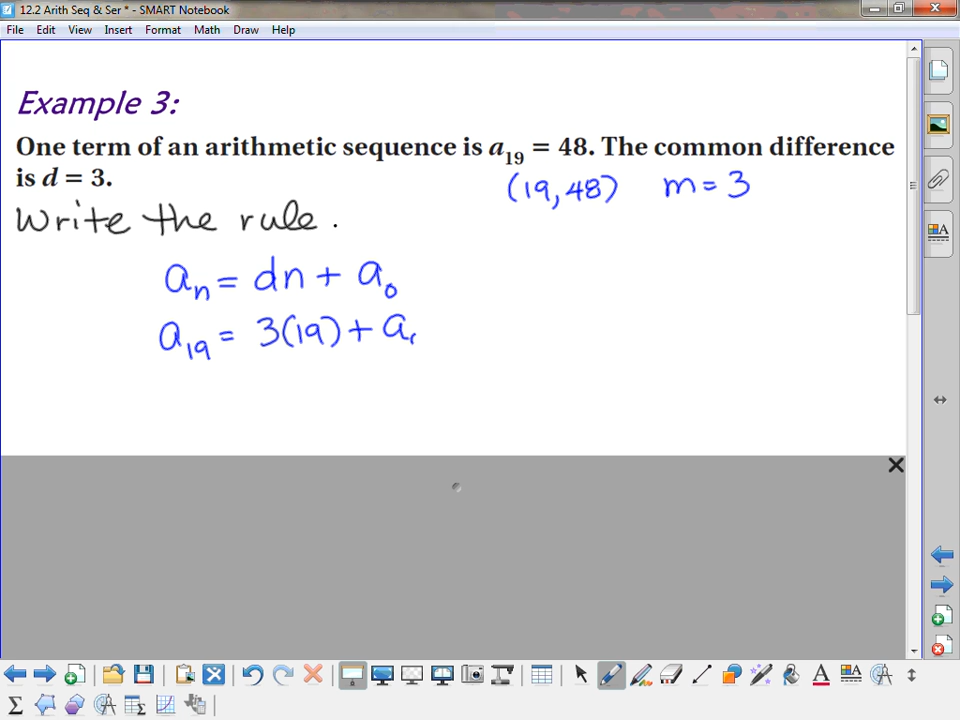 12.2 Arith Seq & Ser * - SMART Notebook
File Edit View Insert Format Math Draw Help
Example 3:
One term of an arithmetic sequence is a₁₉ = 48. The common difference
is d = 3.
(19,48) m = 3
Write the rule .
aₙ = dn + a₀
a₁₉ = 3(19) + a